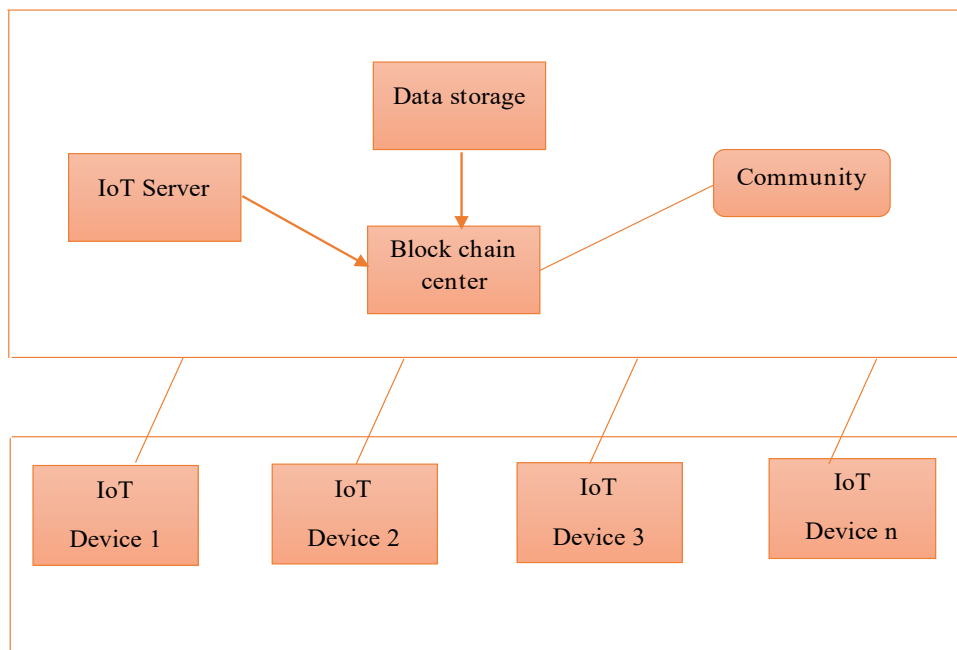 Data storage
IoT Server
Community
Block chain
center
IoT
Device 1
IoT
Device 2
IoT
Device 3
IoT
Device n